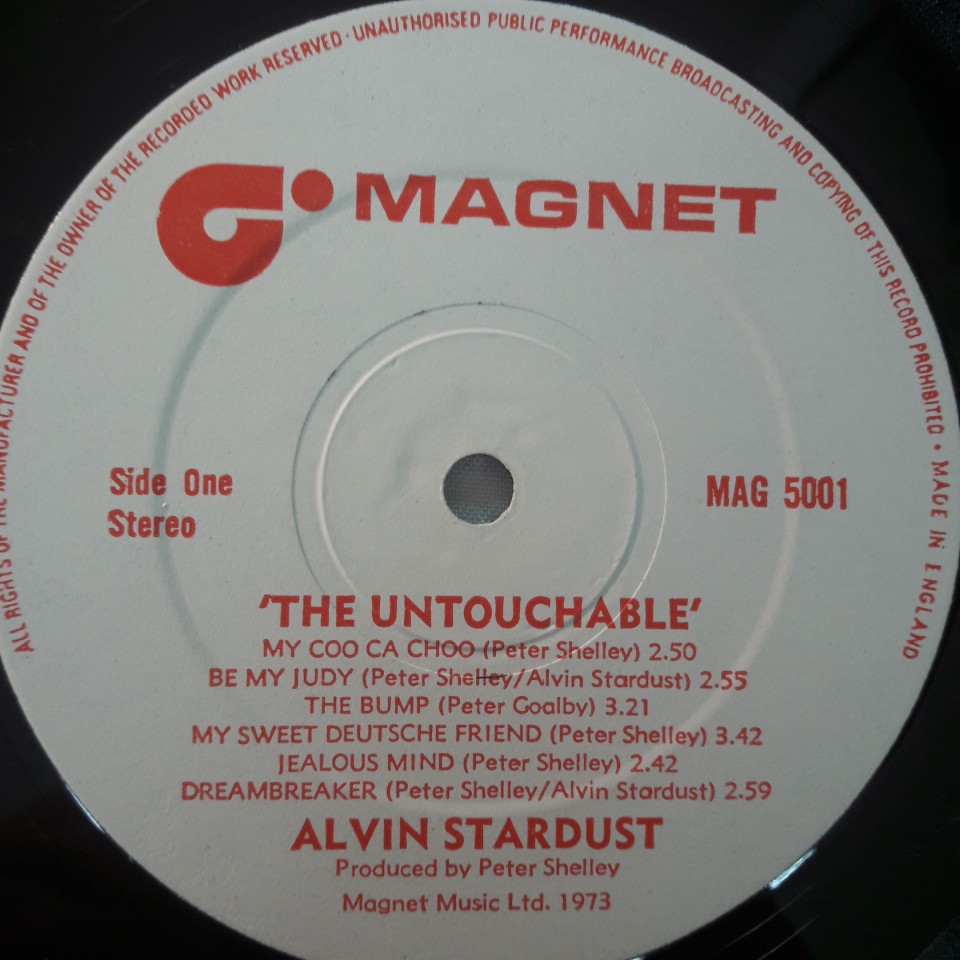 ALL RIGHTS OF THE MANUFACTURER AND OF THE OWNER OF THE RECORDED WORK RESERVED · UNAUTHORISED PUBLIC PERFORMANCE BROADCASTING AND COPYING OF THIS RECORD PROHIBITED · MADE IN ENGLAND
MAGNET
Side One
Stereo
MAG 5001
'THE UNTOUCHABLE'
MY COO CA CHOO (Peter Shelley) 2.50
BE MY JUDY (Peter Shelley/Alvin Stardust) 2.55
THE BUMP (Peter Goalby) 3.21
MY SWEET DEUTSCHE FRIEND (Peter Shelley) 3.42
JEALOUS MIND (Peter Shelley) 2.42
DREAMBREAKER (Peter Shelley/Alvin Stardust) 2.59
ALVIN STARDUST
Produced by Peter Shelley
Magnet Music Ltd. 1973